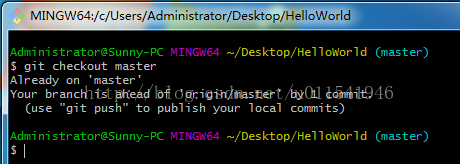 MINGW64:/c/Users/Administrator/Desktop/HelloWorld
Administrator@Sunny-PC MINGW64 ~/Desktop/HelloWorld (master)
$ git checkout master
Already on 'master'
Your branch is ahead of 'origin/master' by 1 commit.
(use "git push" to publish your local commits)
Administrator@Sunny-PC MINGW64 ~/Desktop/HelloWorld (master)
$